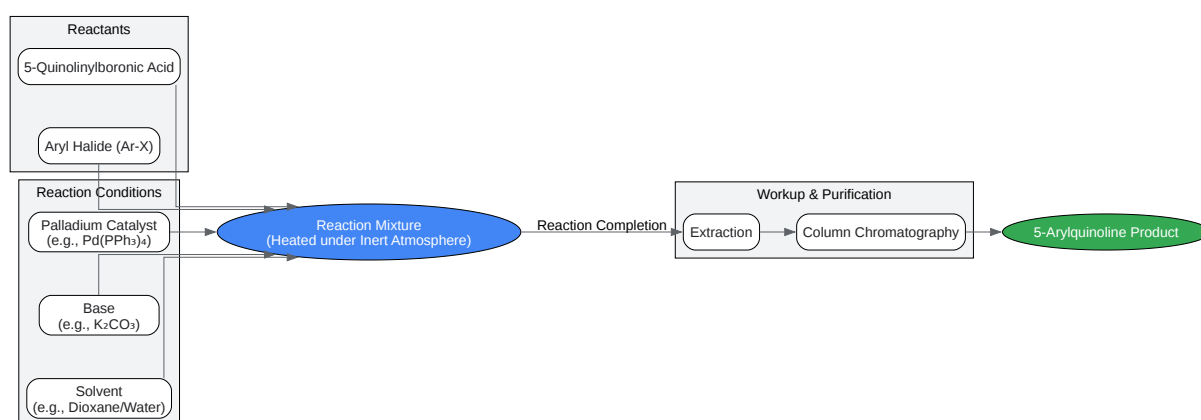 Reactants
5-Quinolinylboronic Acid
Aryl Halide (Ar-X)
Reaction Conditions
Palladium Catalyst
(e.g., Pd(PPh₃)₄)
Base
(e.g., K₂CO₃)
Solvent
(e.g., Dioxane/Water)
Reaction Mixture
(Heated under Inert Atmosphere)
Reaction Completion
Workup & Purification
Extraction
Column Chromatography
5-Arylquinoline Product